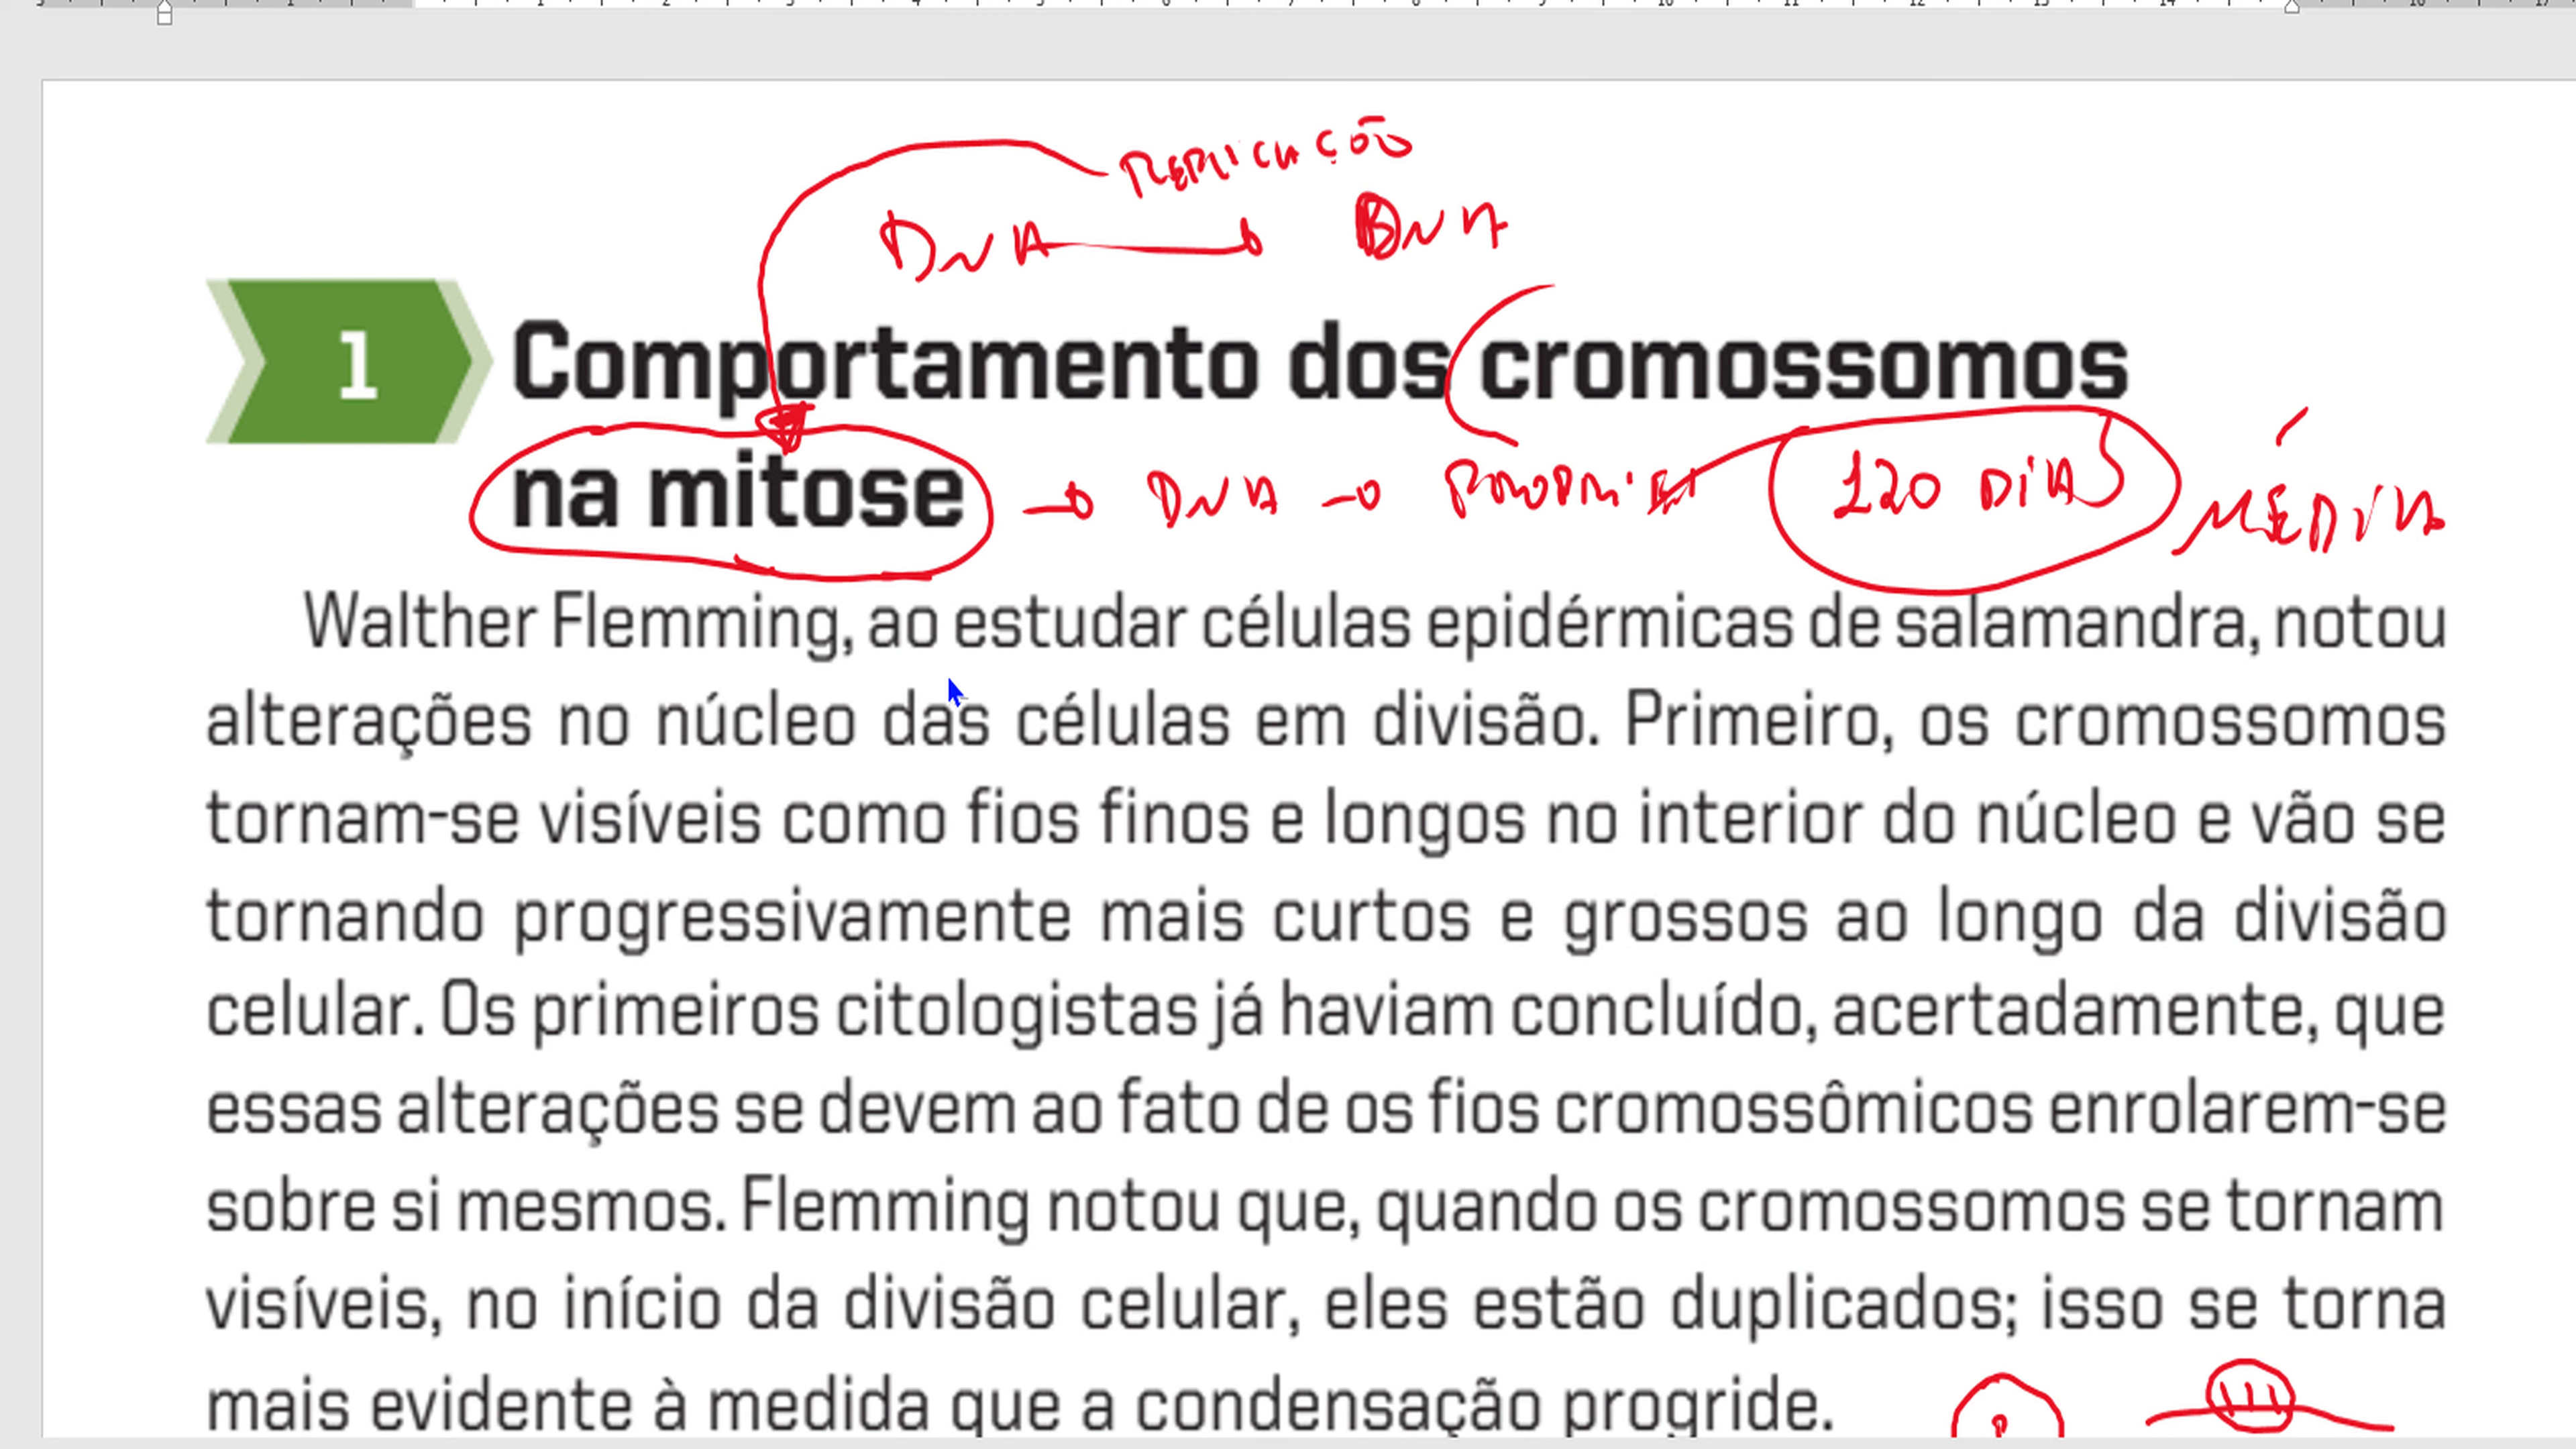 REPLICAÇÃO
DNA → DNA
1 Comportamento dos cromossomos
na mitose → DNA → 120 DIAS MÉDIA
Walther Flemming, ao estudar células epidérmicas de salamandra, notou
alterações no núcleo das células em divisão. Primeiro, os cromossomos
tornam-se visíveis como fios finos e longos no interior do núcleo e vão se
tornando progressivamente mais curtos e grossos ao longo da divisão
celular. Os primeiros citologistas já haviam concluído, acertadamente, que
essas alterações se devem ao fato de os fios cromossômicos enrolarem-se
sobre si mesmos. Flemming notou que, quando os cromossomos se tornam
visíveis, no início da divisão celular, eles estão duplicados; isso se torna
mais evidente à medida que a condensação progride.